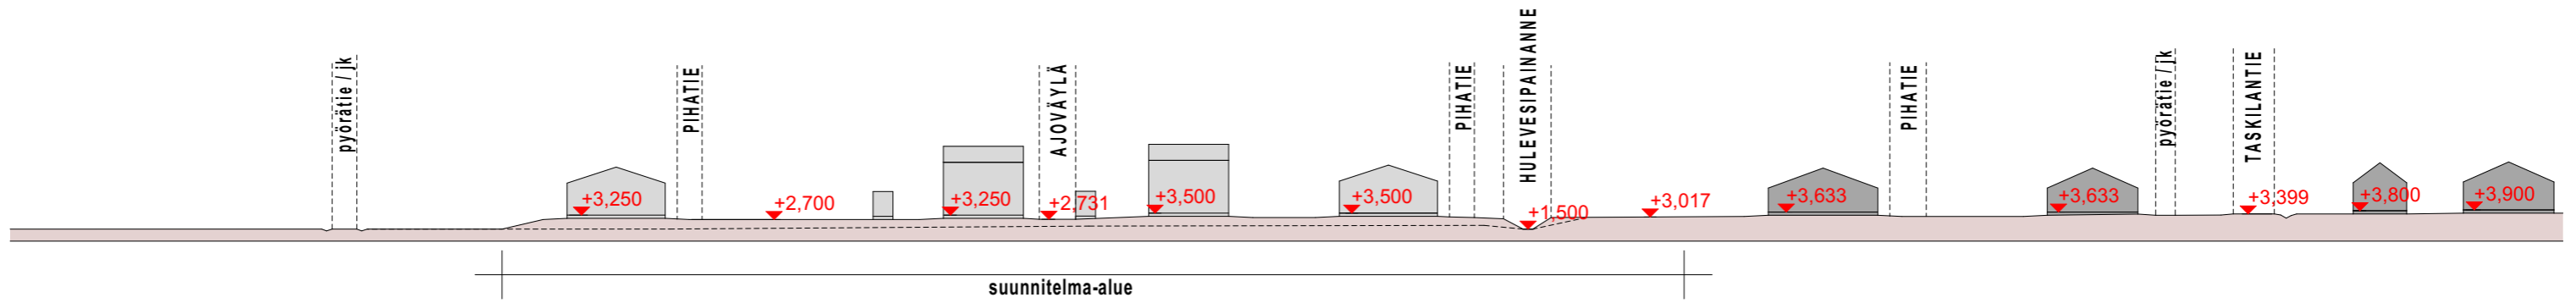 pyörätie / jk
PIHATIE
AJOVÄYLÄ
PIHATIE
HULEVESIPAINANNE
PIHATIE
pyörätie / jk
TASKILANTIE
+3,250
+2,700
+3,250
+2,731
+3,500
+3,500
+1,500
+3,017
+3,633
+3,633
+3,399
+3,800
+3,900
suunnitelma-alue